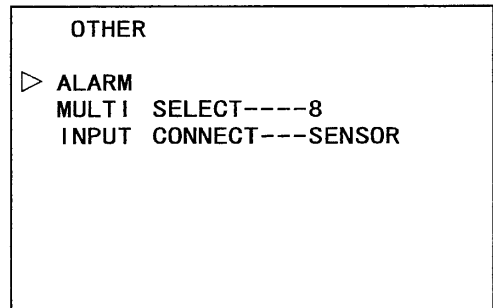 OTHER
▷ ALARM
MULTI SELECT----8
INPUT CONNECT---SENSOR